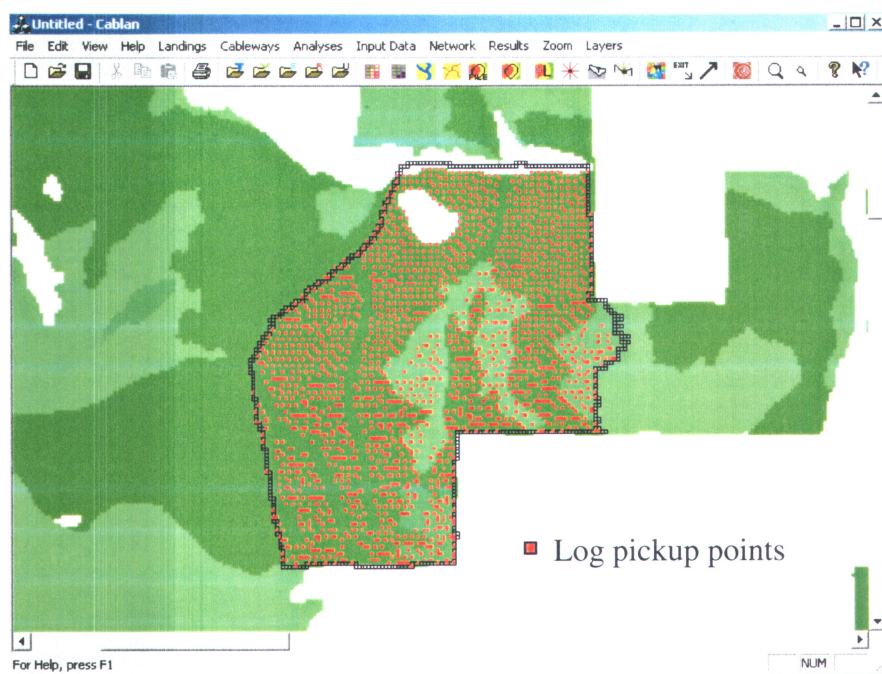 Untitled - Cablan
File Edit View Help Landings Cableways Analyses Input Data Network Results Zoom Layers
EXIT
Log pickup points
For Help, press F1
NUM